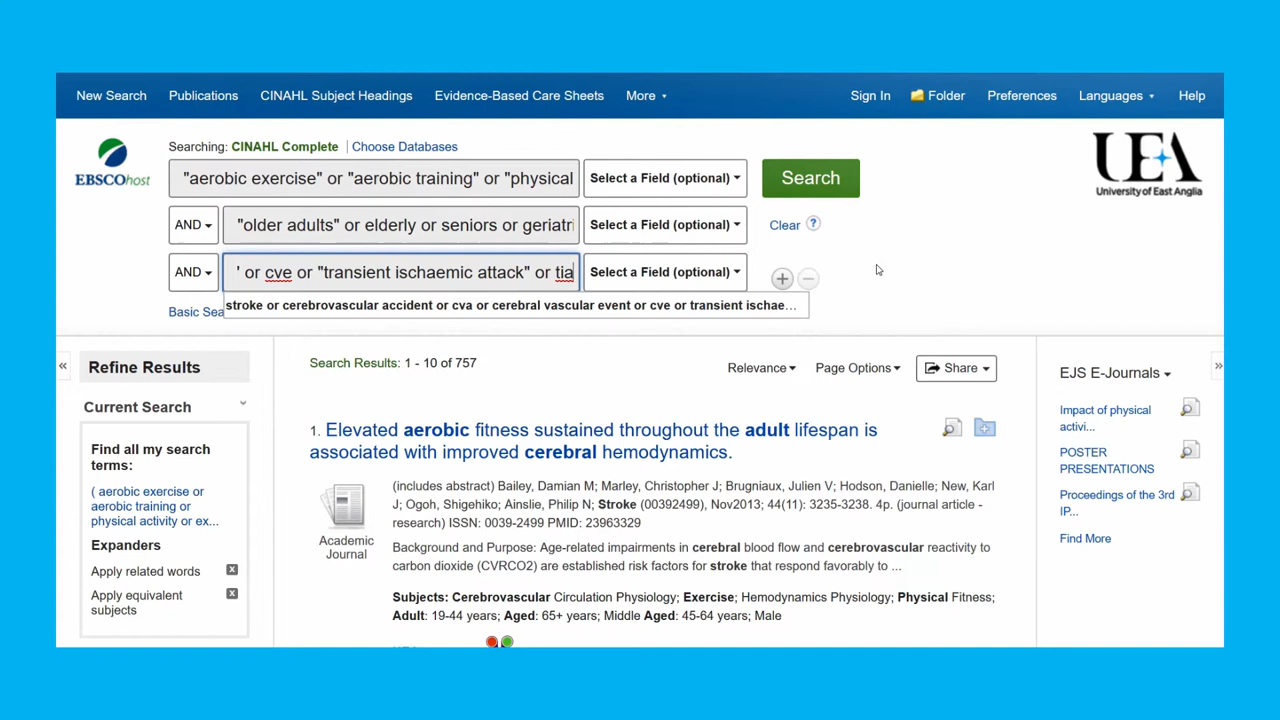 New Search Publications CINAHL Subject Headings Evidence-Based Care Sheets More Sign In Folder Preferences Languages Help
Searching: CINAHL Complete Choose Databases
EBSCOhost
"aerobic exercise" or "aerobic training" or "physical Select a Field (optional) Search
AND "older adults" or elderly or seniors or geriatri Select a Field (optional) Clear ?
AND ' or cve or "transient ischaemic attack" or tia Select a Field (optional)
stroke or cerebrovascular accident or cva or cerebral vascular event or cve or transient ischae...
Basic Sea
UEA
University of East Anglia
« Refine Results
Current Search
Find all my search
terms:
( aerobic exercise or
aerobic training or
physical activity or ex...
Expanders
Apply related words x
Apply equivalent x
subjects
Search Results: 1 - 10 of 757 Relevance Page Options Share
1. Elevated aerobic fitness sustained throughout the adult lifespan is
associated with improved cerebral hemodynamics.
Academic
Journal
(includes abstract) Bailey, Damian M; Marley, Christopher J; Brugniaux, Julien V; Hodson, Danielle; New, Karl
J; Ogoh, Shigehiko; Ainslie, Philip N; Stroke (00392499), Nov2013; 44(11): 3235-3238. 4p. (journal article -
research) ISSN: 0039-2499 PMID: 23963329
Background and Purpose: Age-related impairments in cerebral blood flow and cerebrovascular reactivity to
carbon dioxide (CVRCO2) are established risk factors for stroke that respond favorably to ...
Subjects: Cerebrovascular Circulation Physiology; Exercise; Hemodynamics Physiology; Physical Fitness;
Adult: 19-44 years; Aged: 65+ years; Middle Aged: 45-64 years; Male
EJS E-Journals »
Impact of physical
activi...
POSTER
PRESENTATIONS
Proceedings of the 3rd
IP...
Find More